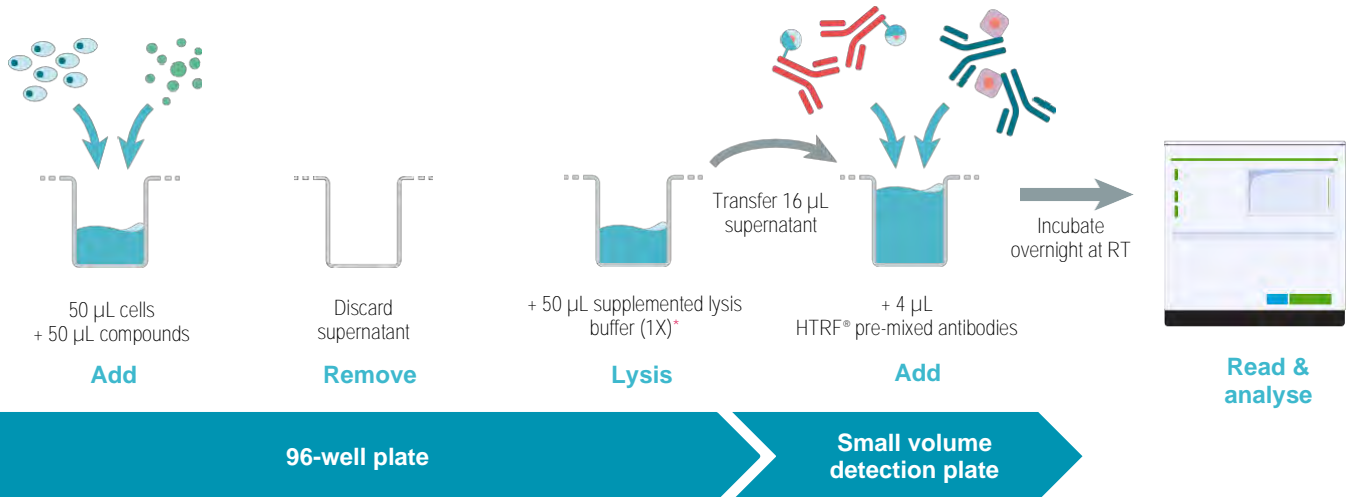 50 µL cells
+ 50 µL compounds
Add
Discard
supernatant
Remove
+ 50 µL supplemented lysis
buffer (1X)*
Lysis
Transfer 16 µL
supernatant
+ 4 µL
HTRF® pre-mixed antibodies
Add
Incubate
overnight at RT
Read &
analyse
96-well plate
Small volume
detection plate